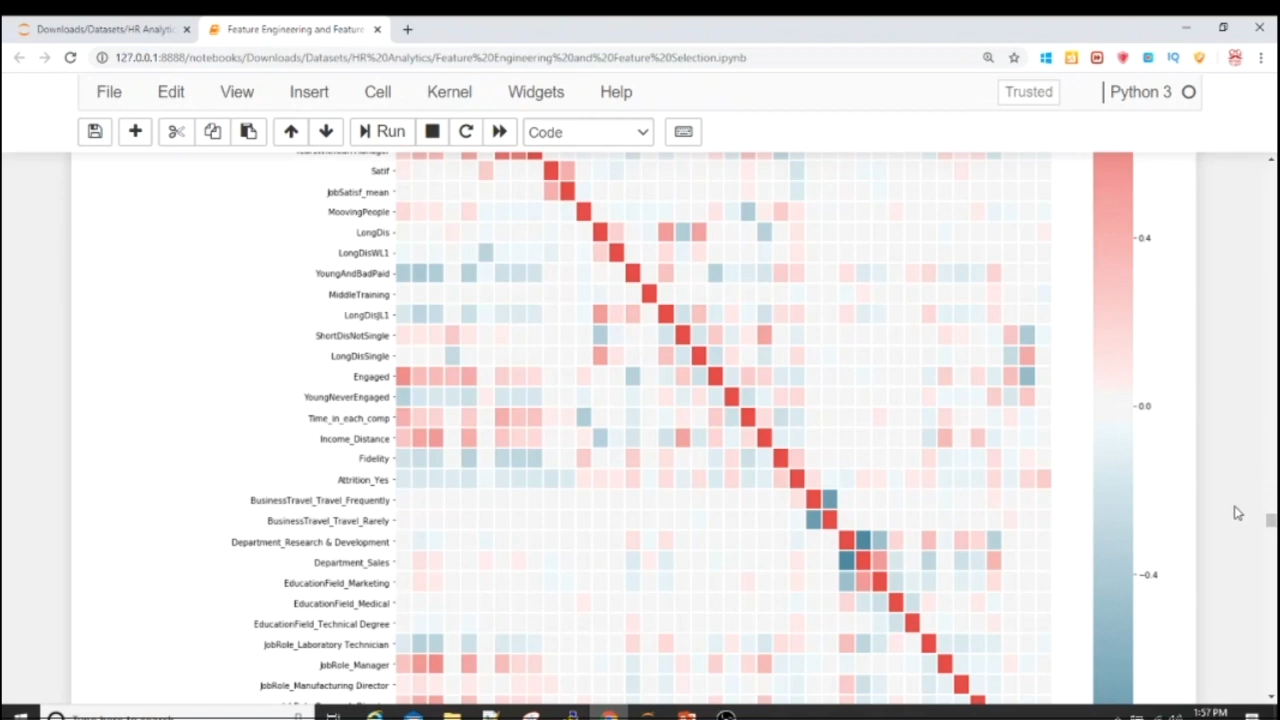 Downloads/Datasets/HR Analytic
Feature Engineering and Feature
127.0.0.1:8888/notebooks/Downloads/Datasets/HR%20Analytics/Feature%20Engineering%20and%20Feature%20Selection.ipynb
IQ
File Edit View Insert Cell Kernel Widgets Help
Trusted
Python 3
Run
Code
Satif
JobSatisf_mean
MoovingPeople
LongDis
LongDisWL1
YoungAndBadPaid
MiddleTraining
LongDisJL1
ShortDisNotSingle
LongDisSingle
Engaged
YoungNeverEngaged
Time_in_each_comp
Income_Distance
Fidelity
Attrition_Yes
BusinessTravel_Travel_Frequently
BusinessTravel_Travel_Rarely
Department_Research & Development
Department_Sales
EducationField_Marketing
EducationField_Medical
EducationField_Technical Degree
JobRole_Laboratory Technician
JobRole_Manager
JobRole_Manufacturing Director
0.4
0.0
−0.4
1:57 PM